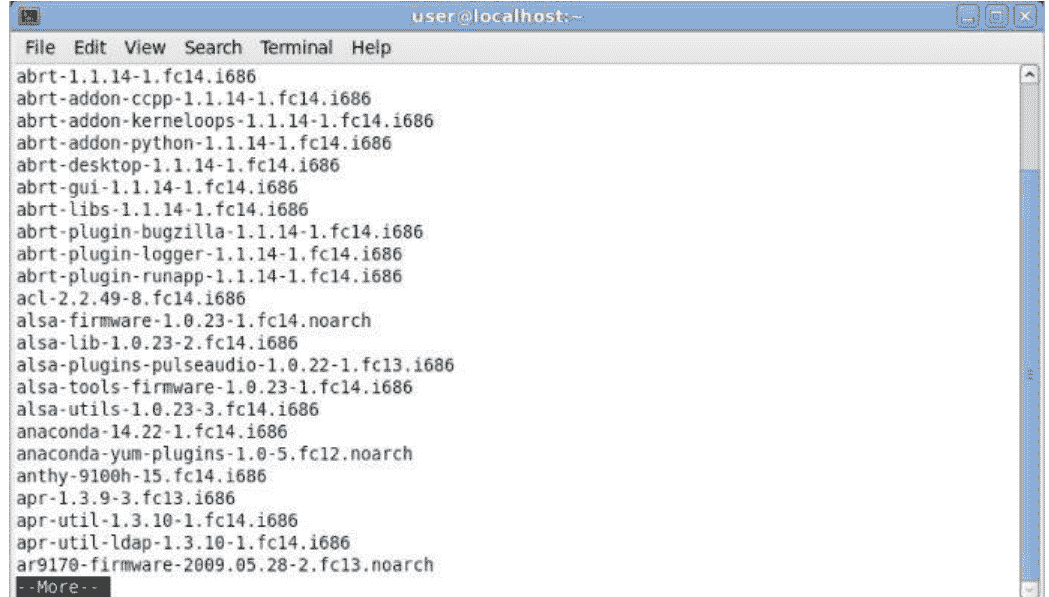 user@localhost:~
File Edit View Search Terminal Help
abrt-1.1.14-1.fc14.i686
abrt-addon-ccpp-1.1.14-1.fc14.i686
abrt-addon-kerneloops-1.1.14-1.fc14.i686
abrt-addon-python-1.1.14-1.fc14.i686
abrt-desktop-1.1.14-1.fc14.i686
abrt-gui-1.1.14-1.fc14.i686
abrt-libs-1.1.14-1.fc14.i686
abrt-plugin-bugzilla-1.1.14-1.fc14.i686
abrt-plugin-logger-1.1.14-1.fc14.i686
abrt-plugin-runapp-1.1.14-1.fc14.i686
acl-2.2.49-8.fc14.i686
alsa-firmware-1.0.23-1.fc14.noarch
alsa-lib-1.0.23-2.fc14.i686
alsa-plugins-pulseaudio-1.0.22-1.fc13.i686
alsa-tools-firmware-1.0.23-1.fc14.i686
alsa-utils-1.0.23-3.fc14.i686
anaconda-14.22-1.fc14.i686
anaconda-yum-plugins-1.0-5.fc12.noarch
anthy-9100h-15.fc14.i686
apr-1.3.9-3.fc13.i686
apr-util-1.3.10-1.fc14.i686
apr-util-ldap-1.3.10-1.fc14.i686
ar9170-firmware-2009.05.28-2.fc13.noarch
--More--